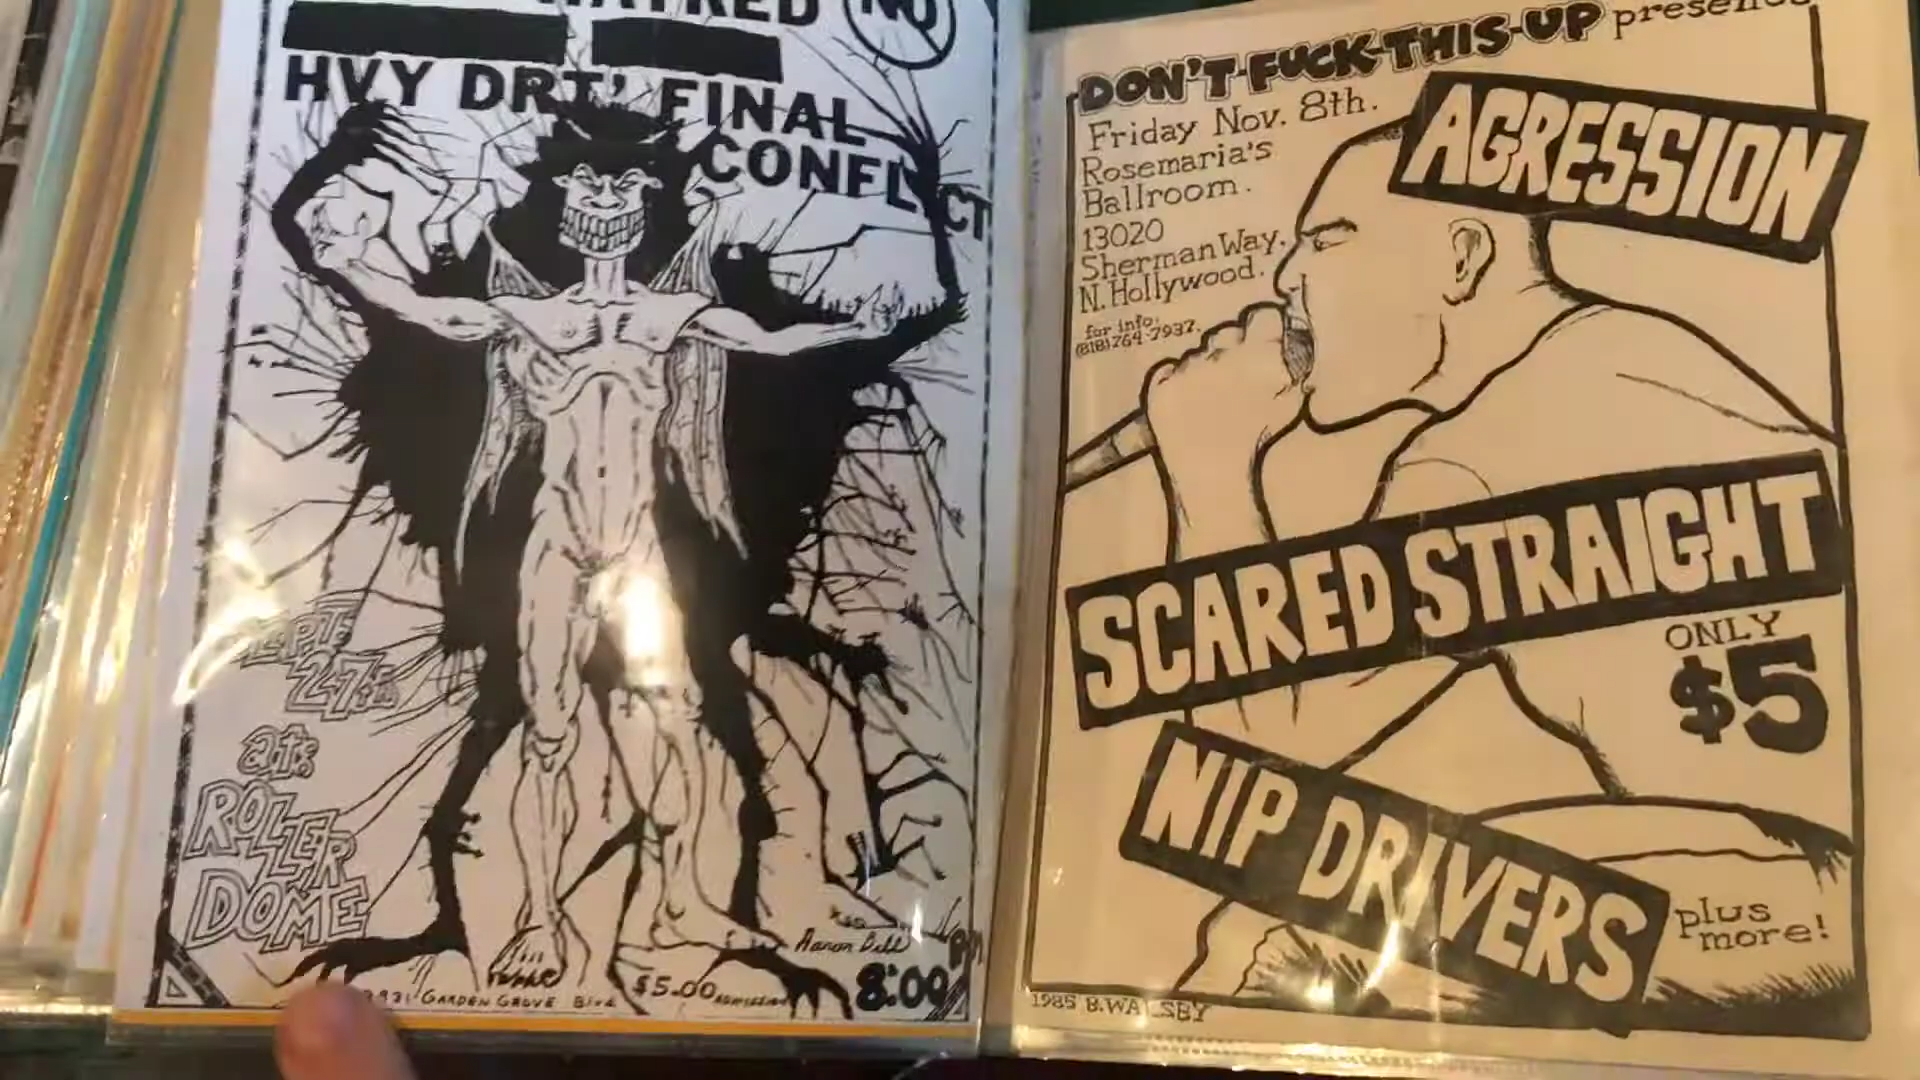 HATRED
NO
HVY DRT' FINAL
CONFLICT
SEPT.
27th
at:
ROLLER
DOME
Aaron Bell
PM
GARDEN GROVE Blvd
$5.00 ADMISSION
8:00
DON'T-FUCK-THIS-UP presents
Friday Nov. 8th.
AGRESSION
Rosemaria's
Ballroom.
13020
Sherman Way.
N. Hollywood.
for info:
(818) 764-7937.
SCARED STRAIGHT
ONLY
$5
NIP DRIVERS
plus
more!
1985 B. WALSBY